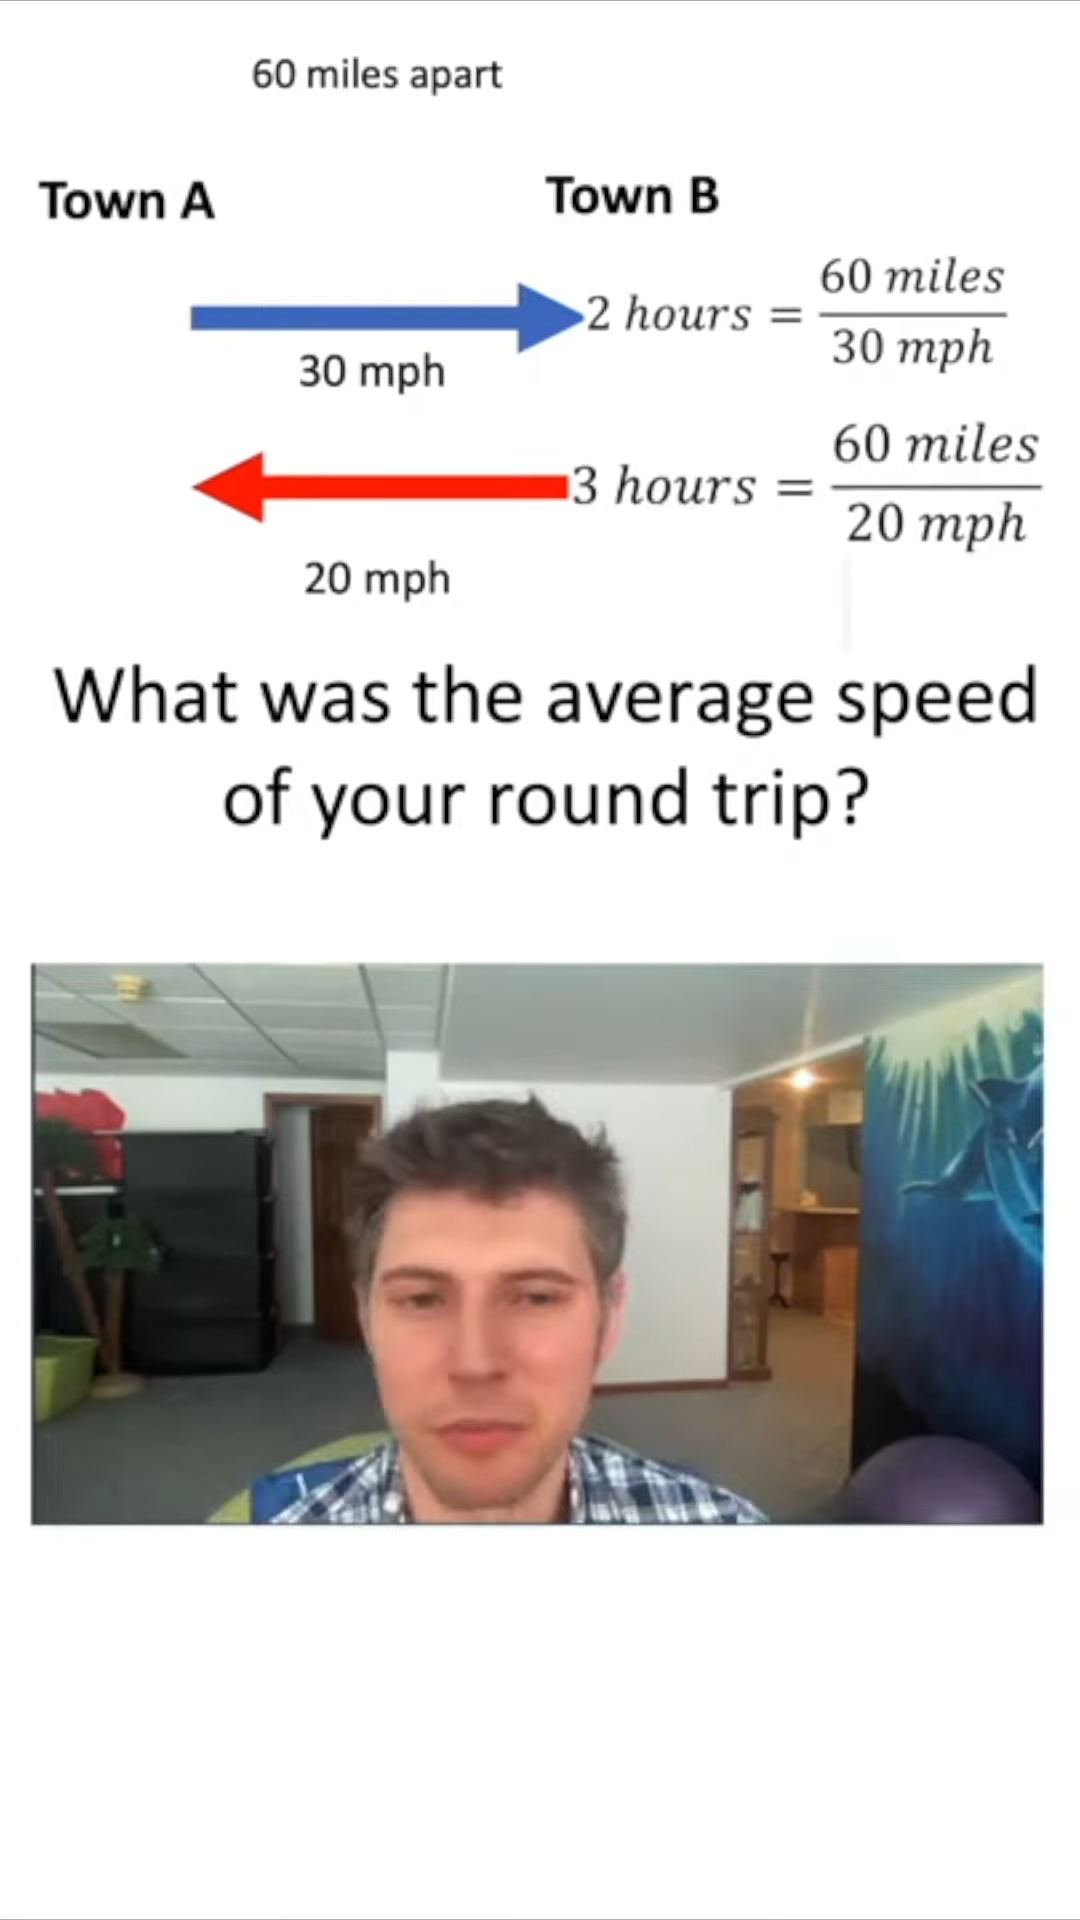 60 miles apart
Town A Town B
2 hours = 60 miles / 30 mph
30 mph
3 hours = 60 miles / 20 mph
20 mph
What was the average speed
of your round trip?